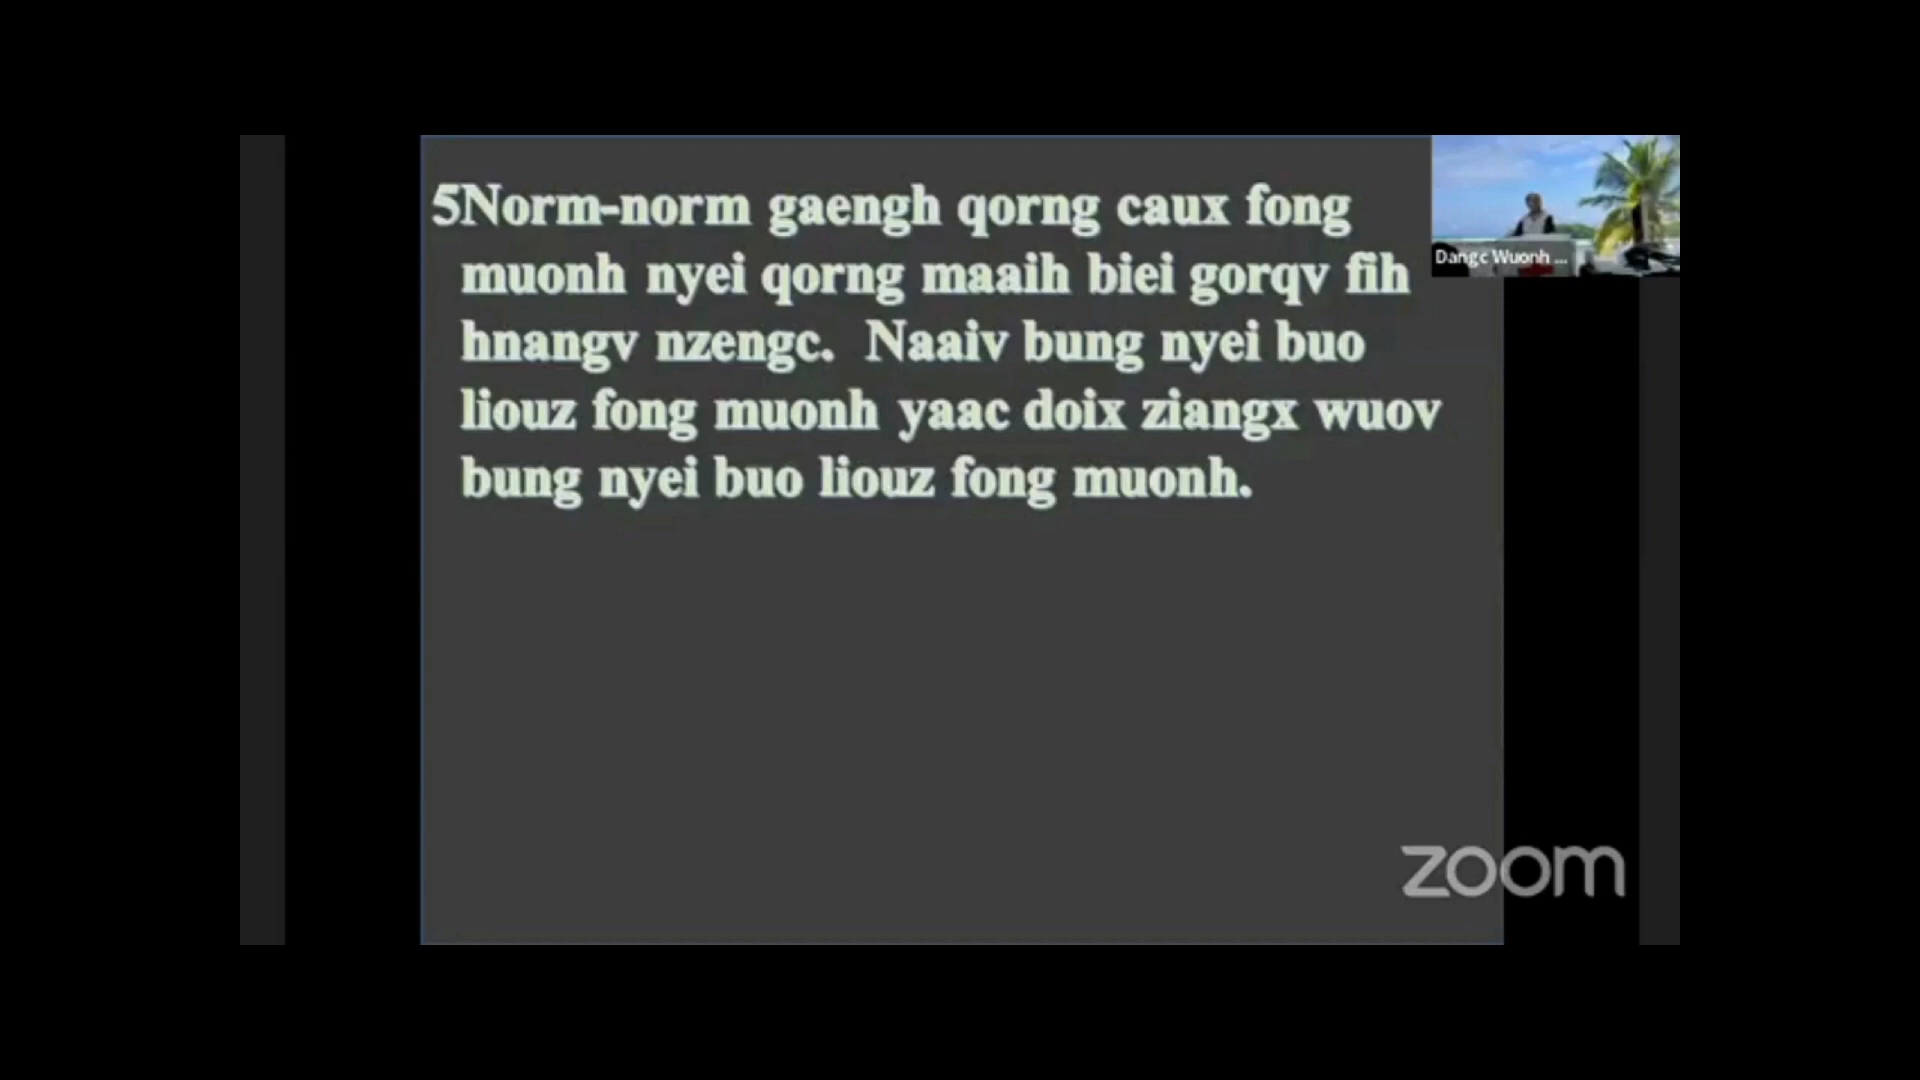 5Norm-norm gaengh qorng caux fong
muonh nyei qorng maaih biei gorqv fih
hnangv nzengc.  Naaiv bung nyei buo
liouz fong muonh yaac doix ziangx wuov
bung nyei buo liouz fong muonh.
Dangc Wuonh ...
zoom